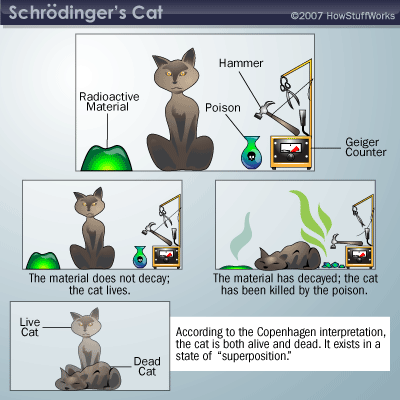 Schrödinger's Cat
©2007 HowStuffWorks
Hammer
Radioactive
Material
Poison
Geiger
Counter
The material does not decay;
the cat lives.
The material has decayed; the cat
has been killed by the poison.
Live
Cat
Dead
Cat
According to the Copenhagen interpretation,
the cat is both alive and dead. It exists in a
state of "superposition."